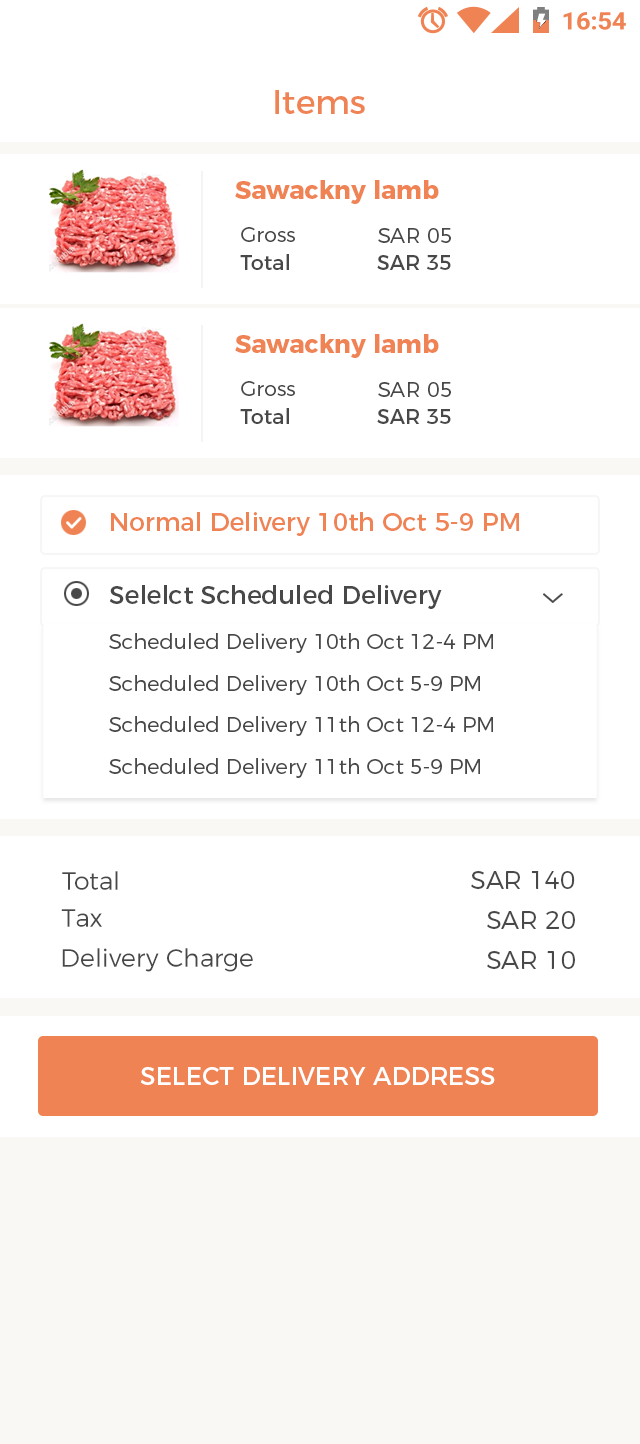 16:54
Items
Sawackny lamb
Gross SAR 05
Total SAR 35
Sawackny lamb
Gross SAR 05
Total SAR 35
Normal Delivery 10th Oct 5-9 PM
Selelct Scheduled Delivery
Scheduled Delivery 10th Oct 12-4 PM
Scheduled Delivery 10th Oct 5-9 PM
Scheduled Delivery 11th Oct 12-4 PM
Scheduled Delivery 11th Oct 5-9 PM
Total SAR 140
Tax SAR 20
Delivery Charge SAR 10
SELECT DELIVERY ADDRESS